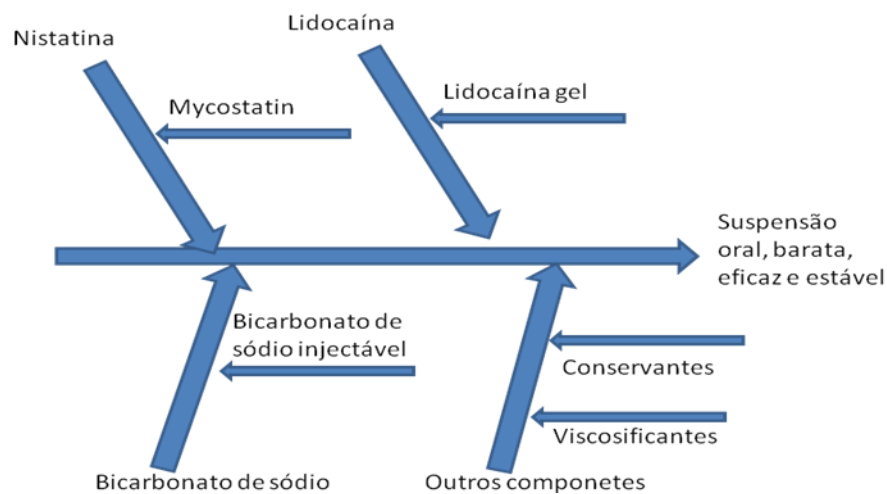 Nistatina
Lidocaína
Mycostatin
Lidocaína gel
Suspensão
oral, barata,
eficaz e estável
Bicarbonato de
sódio injectável
Conservantes
Viscosificantes
Bicarbonato de sódio
Outros componetes